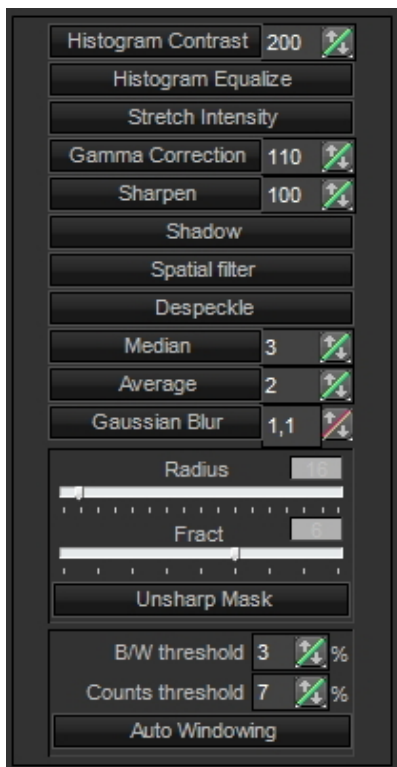 Histogram Contrast 200
Histogram Equalize
Stretch Intensity
Gamma Correction 110
Sharpen 100
Shadow
Spatial filter
Despeckle
Median 3
Average 2
Gaussian Blur 1,1
Radius 16
Fract 6
Unsharp Mask
B/W threshold 3 %
Counts threshold 7 %
Auto Windowing